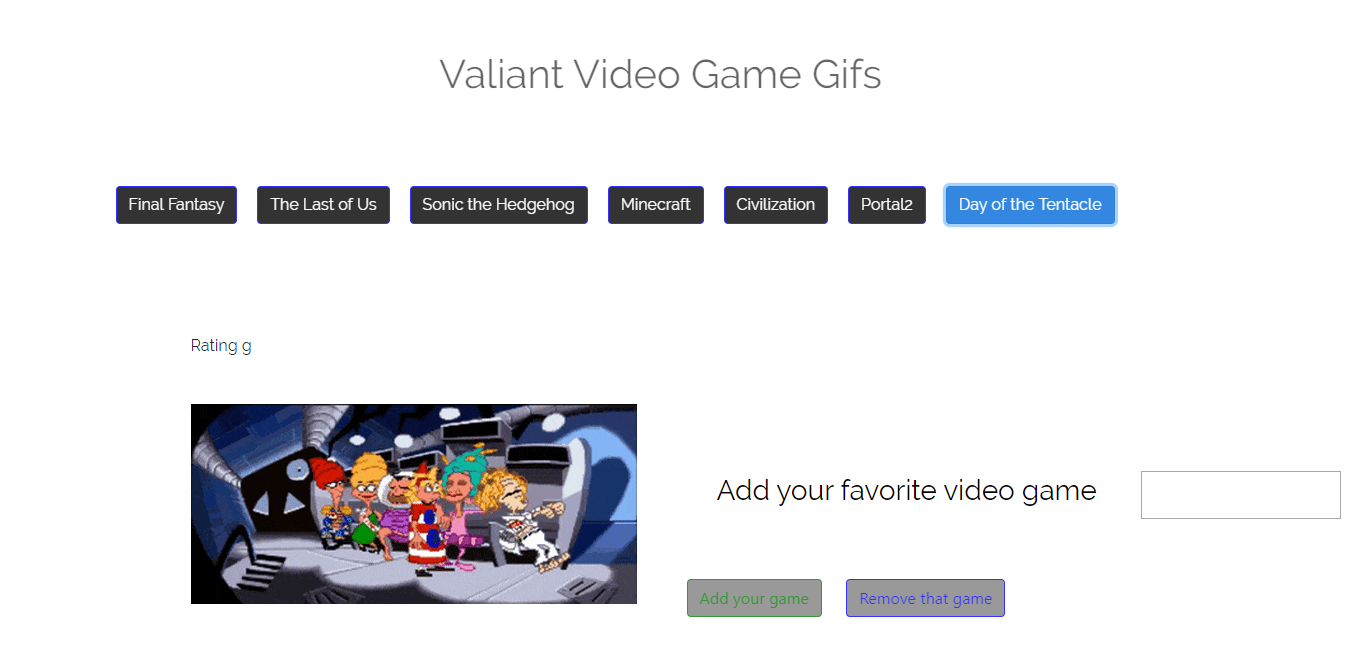 Valiant Video Game Gifs
Final Fantasy The Last of Us Sonic the Hedgehog Minecraft Civilization Portal2 Day of the Tentacle
Rating g
Add your favorite video game
Add your game Remove that game